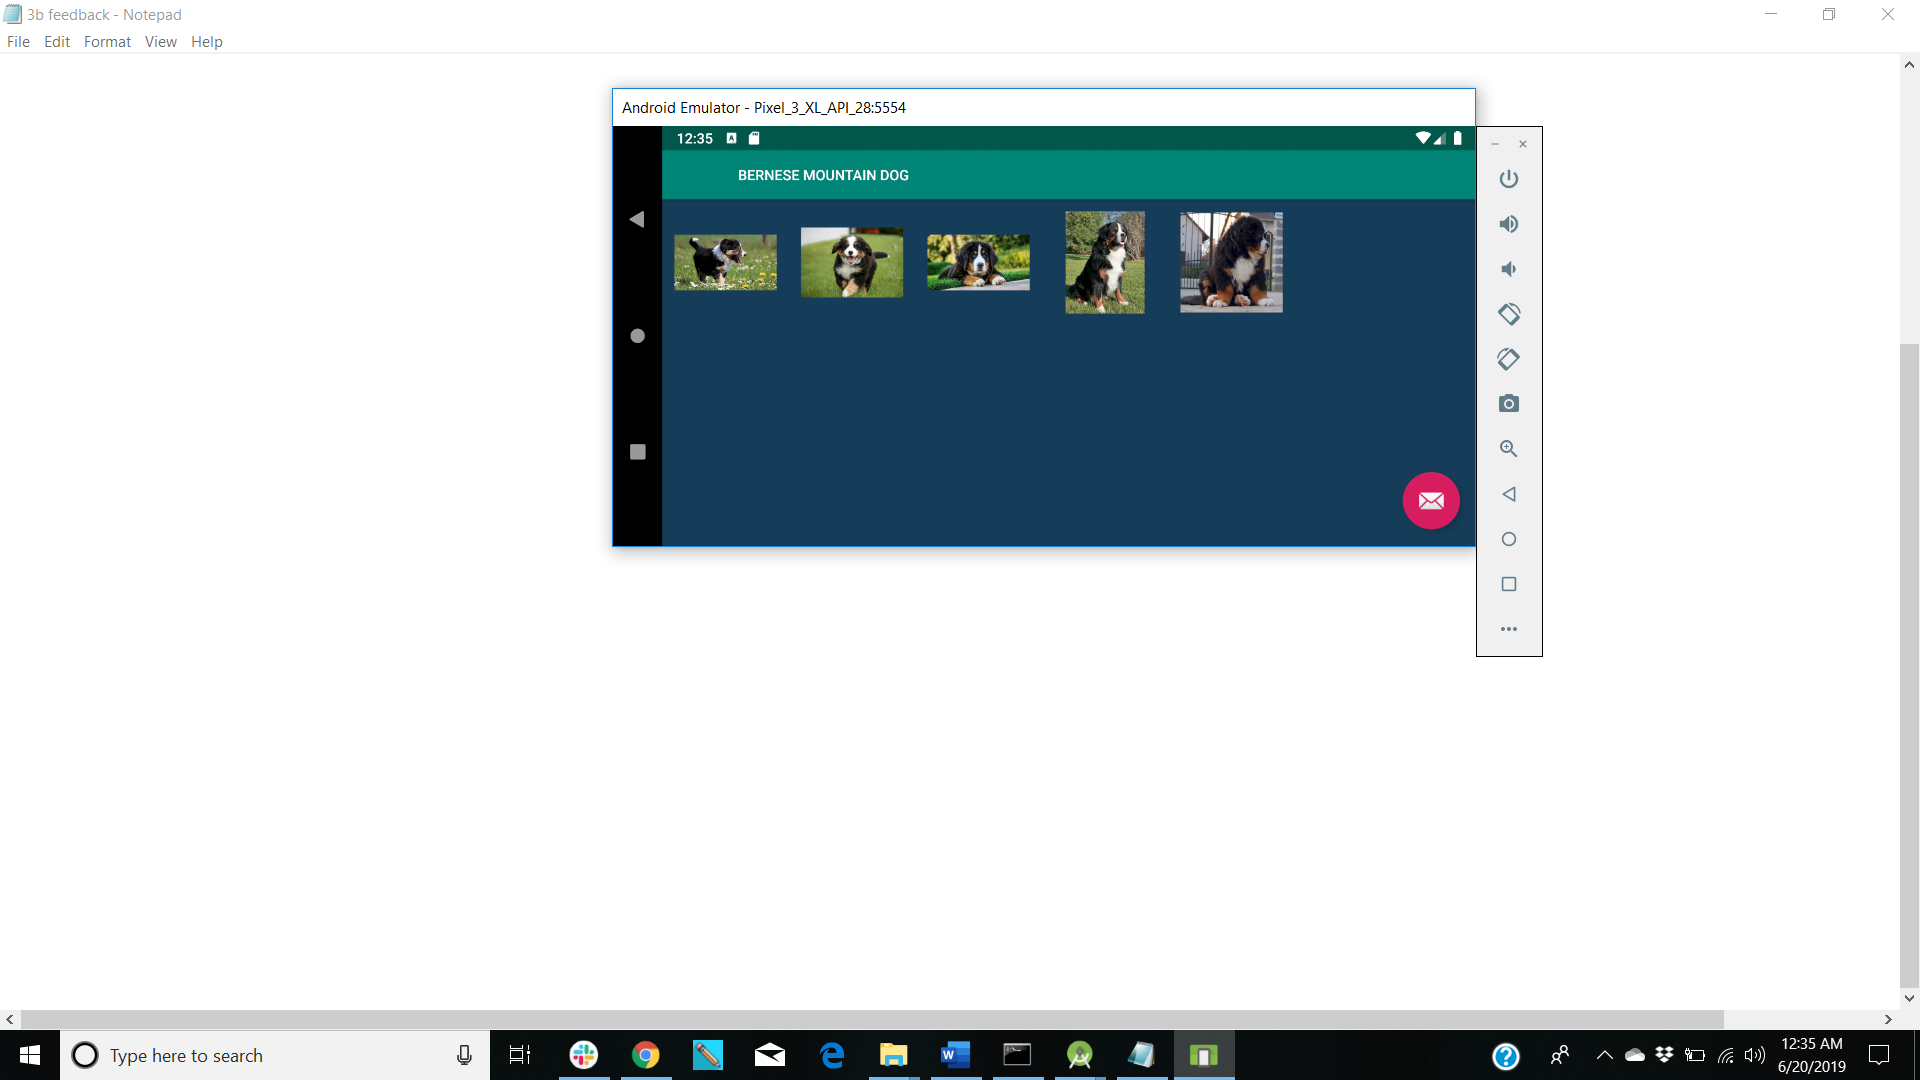 3b feedback - Notepad
File Edit Format View Help
Android Emulator - Pixel_3_XL_API_28:5554
12:35 A
BERNESE MOUNTAIN DOG
Type here to search
W
12:35 AM
6/20/2019